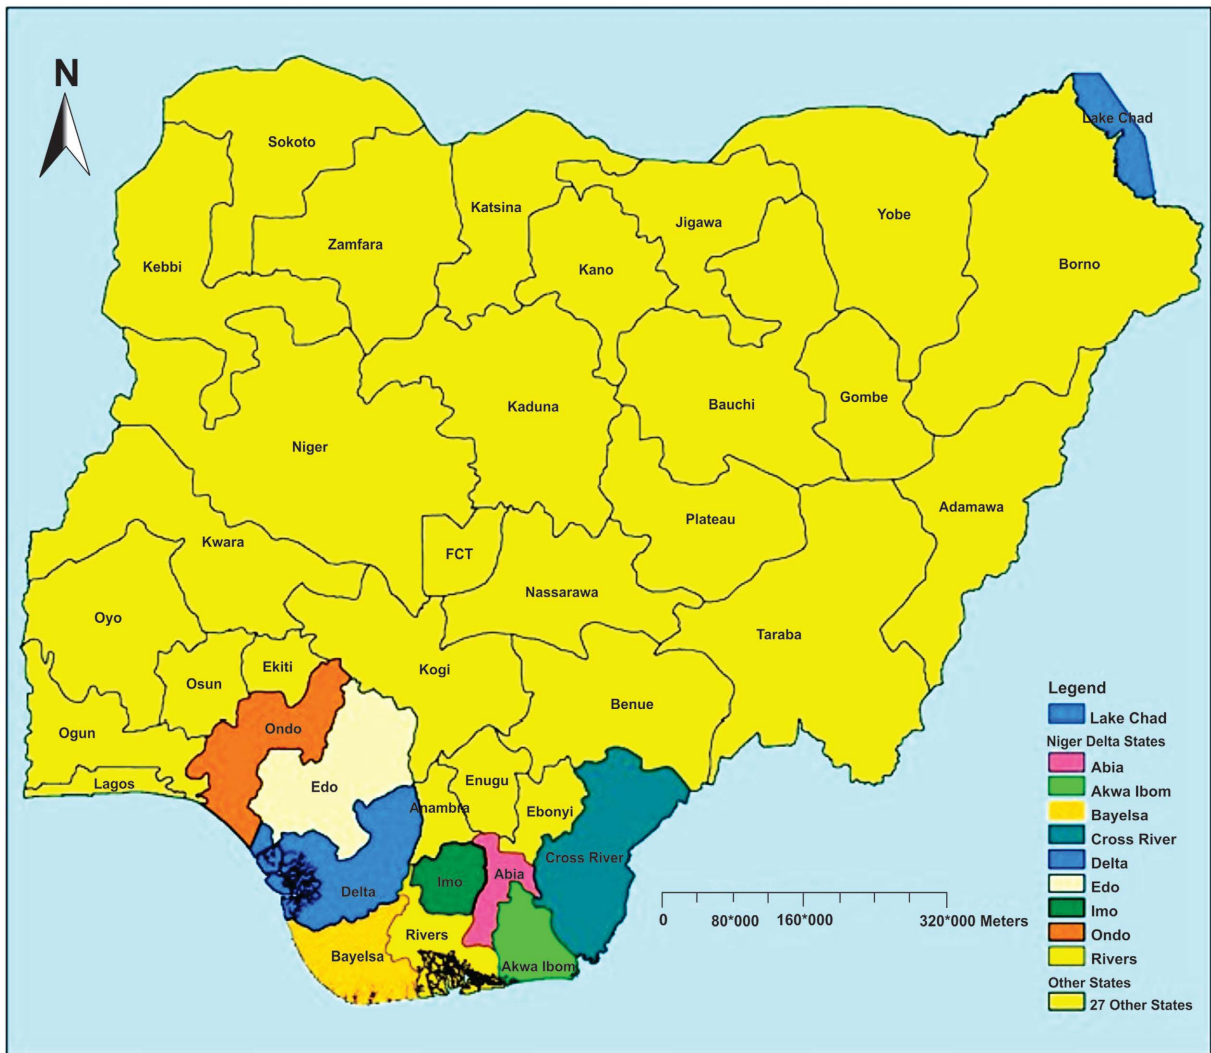 N
Lake Chad
Sokoto
Katsina
Jigawa
Yobe
Zamfara
Kebbi
Kano
Borno
Kaduna
Bauchi
Gombe
Niger
Adamawa
Plateau
Kwara
FCT
Nassarawa
Oyo
Taraba
Ekiti
Kogi
Osun
Benue
Ondo
Ogun
Lagos
Edo
Enugu
Anambra
Ebonyi
Cross River
Abia
Imo
Delta
Rivers
Bayelsa
Akwa Ibom
0 80*000 160*000 320*000 Meters
Legend
Lake Chad
Niger Delta States
Abia
Akwa Ibom
Bayelsa
Cross River
Delta
Edo
Imo
Ondo
Rivers
Other States
27 Other States